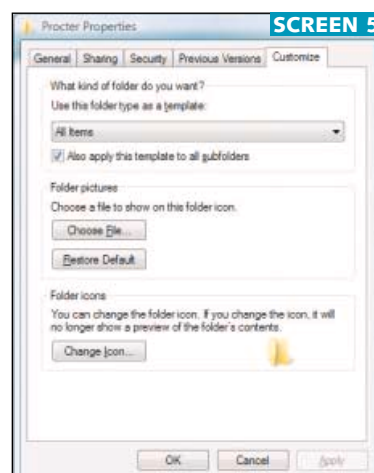 Procter Properties
SCREEN 5
General Sharing Security Previous Versions Customize
What kind of folder do you want?
Use this folder type as a template:
All Items
Also apply this template to all subfolders
Folder pictures
Choose a file to show on this folder icon.
Choose File...
Restore Default
Folder icons
You can change the folder icon. If you change the icon, it will
no longer show a preview of the folder's contents.
Change Icon...
OK Cancel Apply